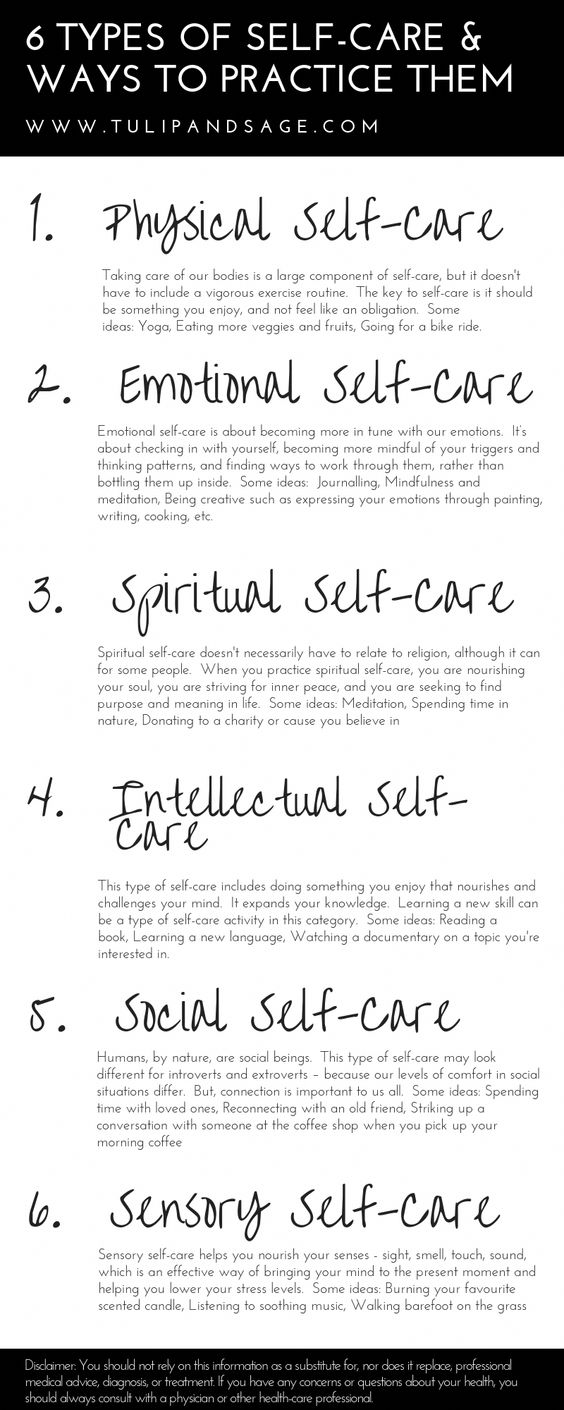 6 TYPES OF SELF-CARE &
WAYS TO PRACTICE THEM
WWW.TULIPANDSAGE.COM
1. Physical Self-Care
Taking care of our bodies is a large component of self-care, but it doesn't
have to include a vigorous exercise routine. The key to self-care is it should
be something you enjoy, and not feel like an obligation. Some
ideas: Yoga, Eating more veggies and fruits, Going for a bike ride.
2. Emotional Self-Care
Emotional self-care is about becoming more in tune with our emotions. It's
about checking in with yourself, becoming more mindful of your triggers and
thinking patterns, and finding ways to work through them, rather than
bottling them up inside. Some ideas: Journalling, Mindfulness and
meditation, Being creative such as expressing your emotions through painting,
writing, cooking, etc.
3. Spiritual Self-Care
Spiritual self-care doesn't necessarily have to relate to religion, although it can
for some people. When you practice spiritual self-care, you are nourishing
your soul, you are striving for inner peace, and you are seeking to find
purpose and meaning in life. Some ideas: Meditation, Spending time in
nature, Donating to a charity or cause you believe in
4. Intellectual Self-
Care
This type of self-care includes doing something you enjoy that nourishes and
challenges your mind. It expands your knowledge. Learning a new skill can
be a type of self-care activity in this category. Some ideas: Reading a
book, Learning a new language, Watching a documentary on a topic you're
interested in.
5. Social Self-Care
Humans, by nature, are social beings. This type of self-care may look
different for introverts and extroverts – because our levels of comfort in social
situations differ. But, connection is important to us all. Some ideas: Spending
time with loved ones, Reconnecting with an old friend, Striking up a
conversation with someone at the coffee shop when you pick up your
morning coffee
6. Sensory Self-Care
Sensory self-care helps you nourish your senses - sight, smell, touch, sound,
which is an effective way of bringing your mind to the present moment and
helping you lower your stress levels. Some ideas: Burning your favourite
scented candle, Listening to soothing music, Walking barefoot on the grass
Disclaimer: You should not rely on this information as a substitute for, nor does it replace, professional
medical advice, diagnosis, or treatment. If you have any concerns or questions about your health, you
should always consult with a physician or other health-care professional.